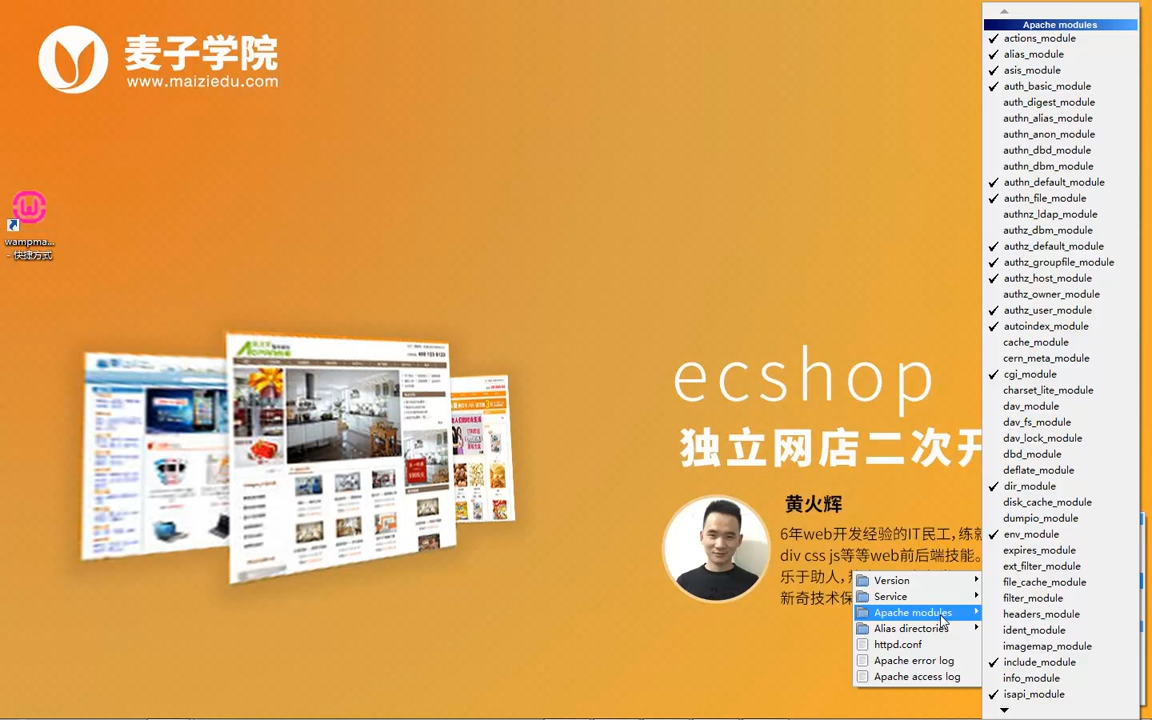 麦子学院
www.maiziedu.com
wampma...
- 快捷方式
ecshop
独立网店二次开
黄火辉
6年web开发经验的IT民工，练就
div css js等等web前后端技能。
乐于助人，
新奇技术保
Version
Service
Apache modules
Alias directories
httpd.conf
Apache error log
Apache access log
Apache modules
actions_module
alias_module
asis_module
auth_basic_module
auth_digest_module
authn_alias_module
authn_anon_module
authn_dbd_module
authn_dbm_module
authn_default_module
authn_file_module
authnz_ldap_module
authz_dbm_module
authz_default_module
authz_groupfile_module
authz_host_module
authz_owner_module
authz_user_module
autoindex_module
cache_module
cern_meta_module
cgi_module
charset_lite_module
dav_module
dav_fs_module
dav_lock_module
dbd_module
deflate_module
dir_module
disk_cache_module
dumpio_module
env_module
expires_module
ext_filter_module
file_cache_module
filter_module
headers_module
ident_module
imagemap_module
include_module
info_module
isapi_module